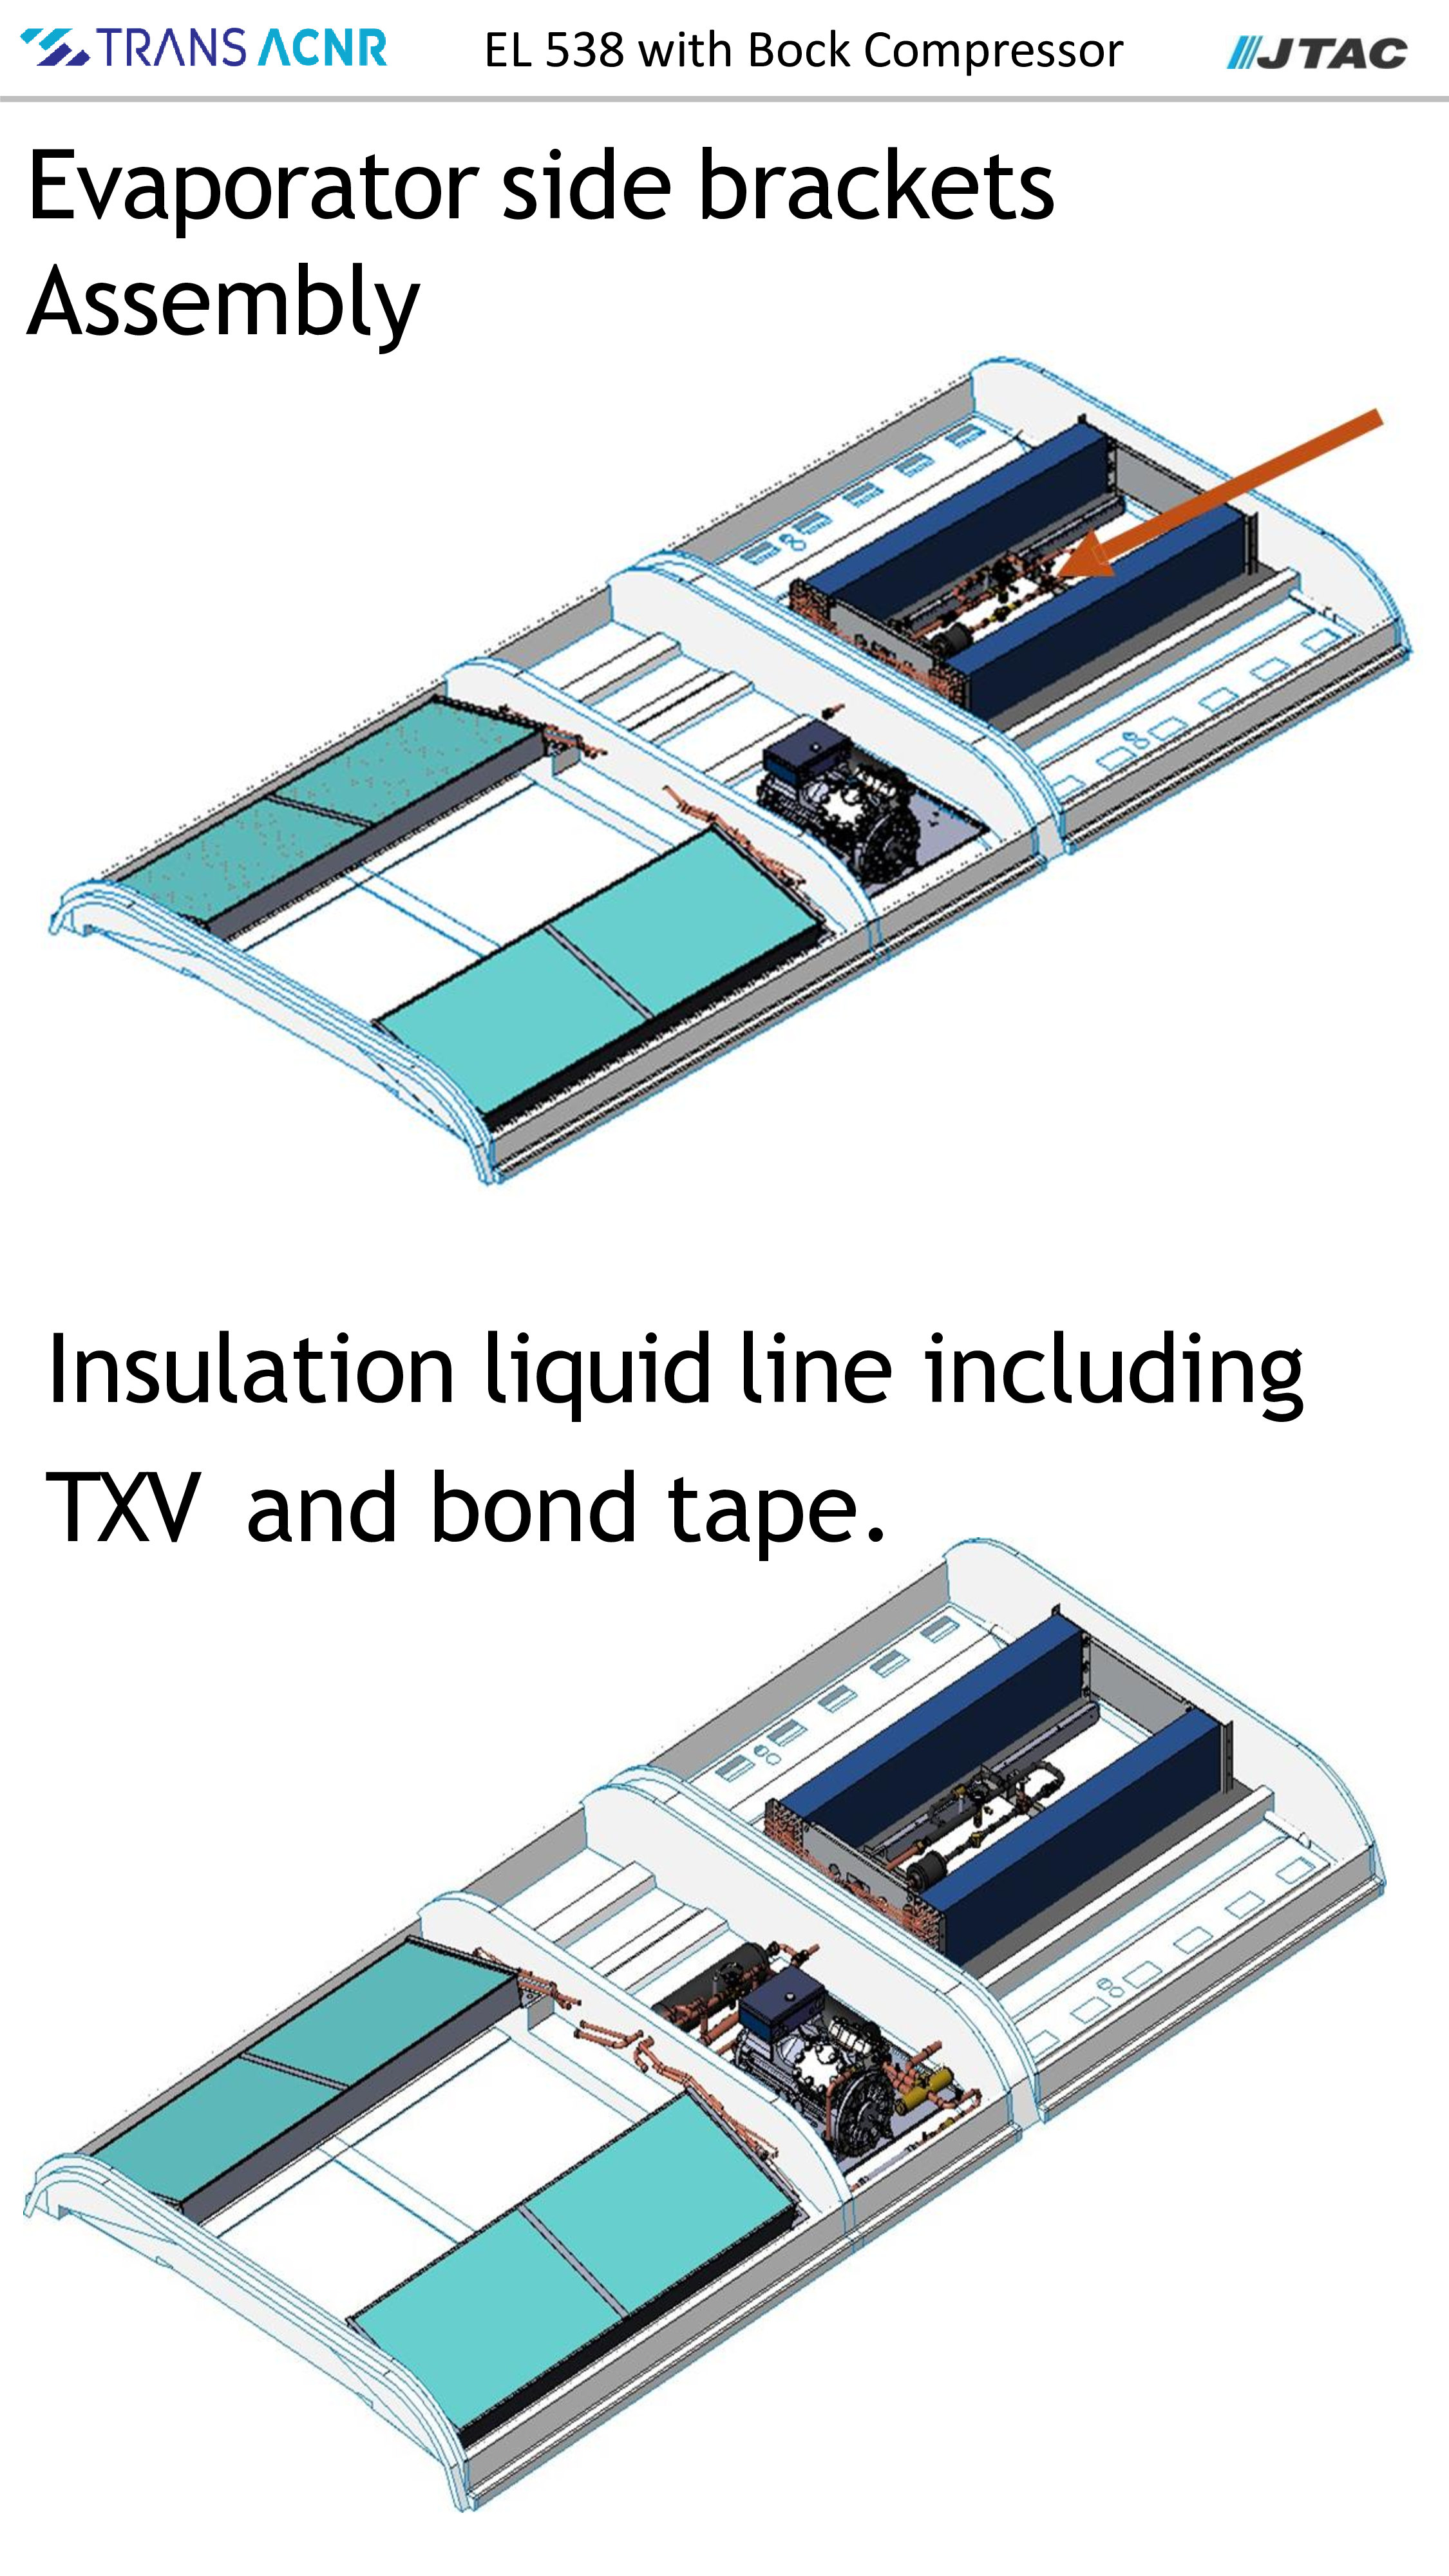 TRANS ACNR
EL 538 with Bock Compressor
JTAC
Evaporator side brackets
Assembly
Insulation liquid line including
TXV and bond tape.